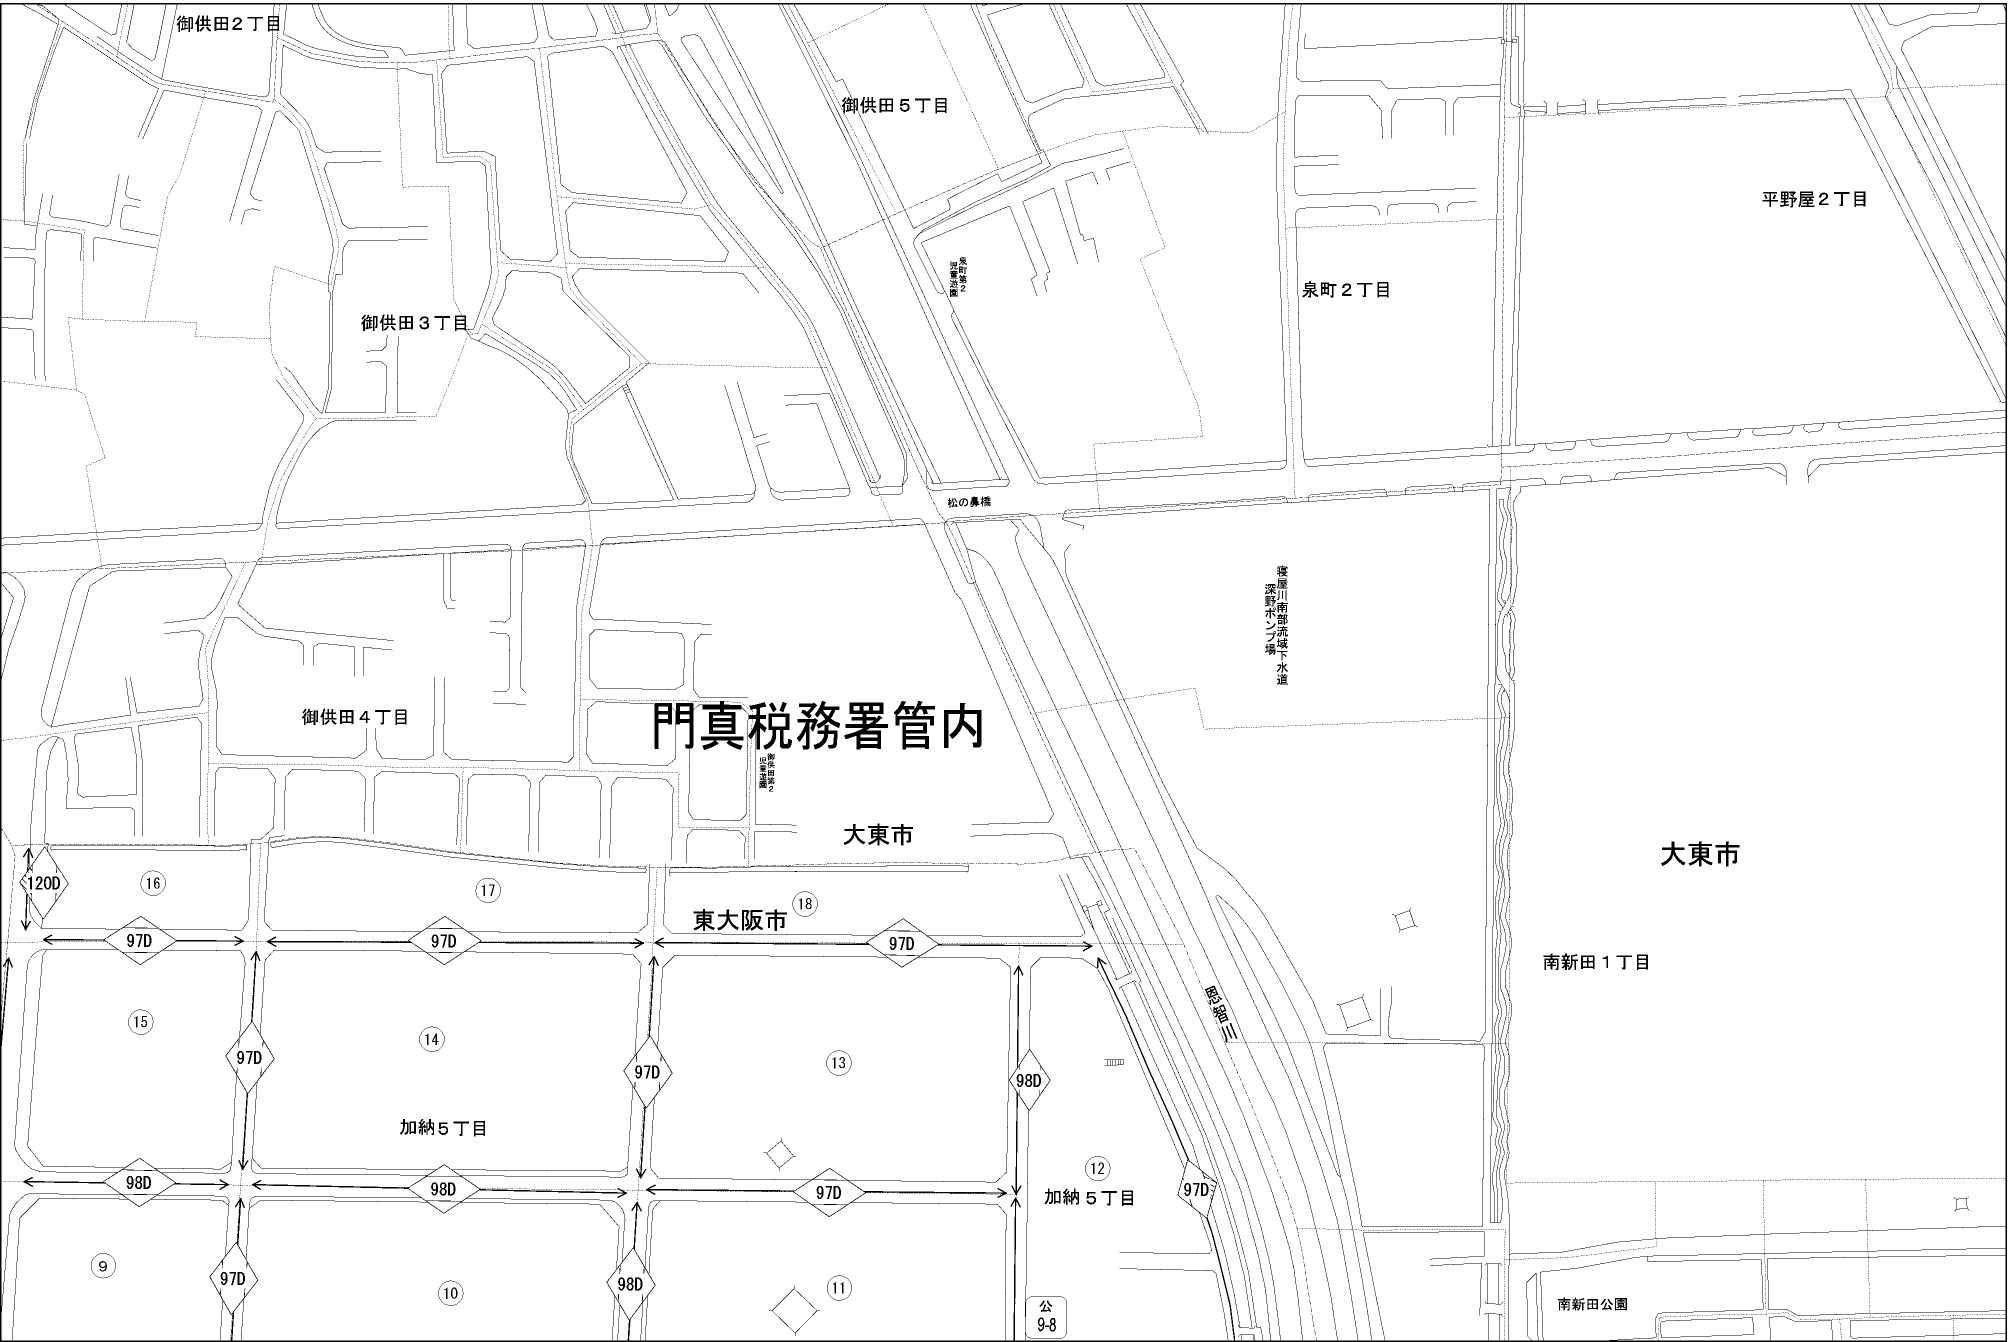 御供田２丁目
御供田５丁目
平野屋２丁目
泉町第２
児童遊園
泉町２丁目
御供田３丁目
松の鼻橋
寝屋川南部流域下水道
深野ポンプ場
御供田４丁目
門真税務署管内
御供田第２
児童遊園
大東市
大東市
120D
16
17
18
東大阪市
97D
97D
97D
南新田１丁目
恩智川
15
14
13
97D
97D
98D
加納５丁目
12
加納５丁目
98D
98D
97D
97D
9
97D
10
98D
11
公
9-8
南新田公園